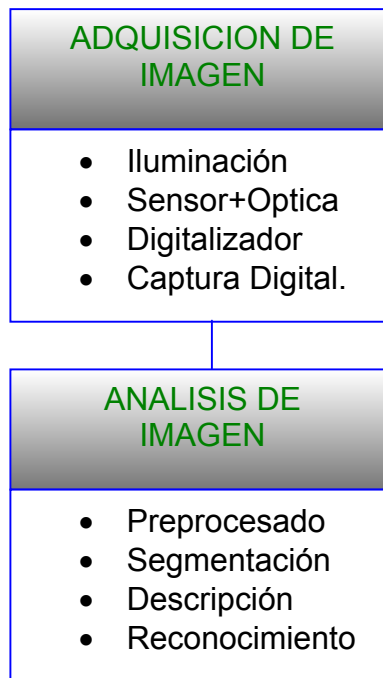 ADQUISICION DE
IMAGEN
• Iluminación
• Sensor+Optica
• Digitalizador
• Captura Digital.
ANALISIS DE
IMAGEN
• Preprocesado
• Segmentación
• Descripción
• Reconocimiento